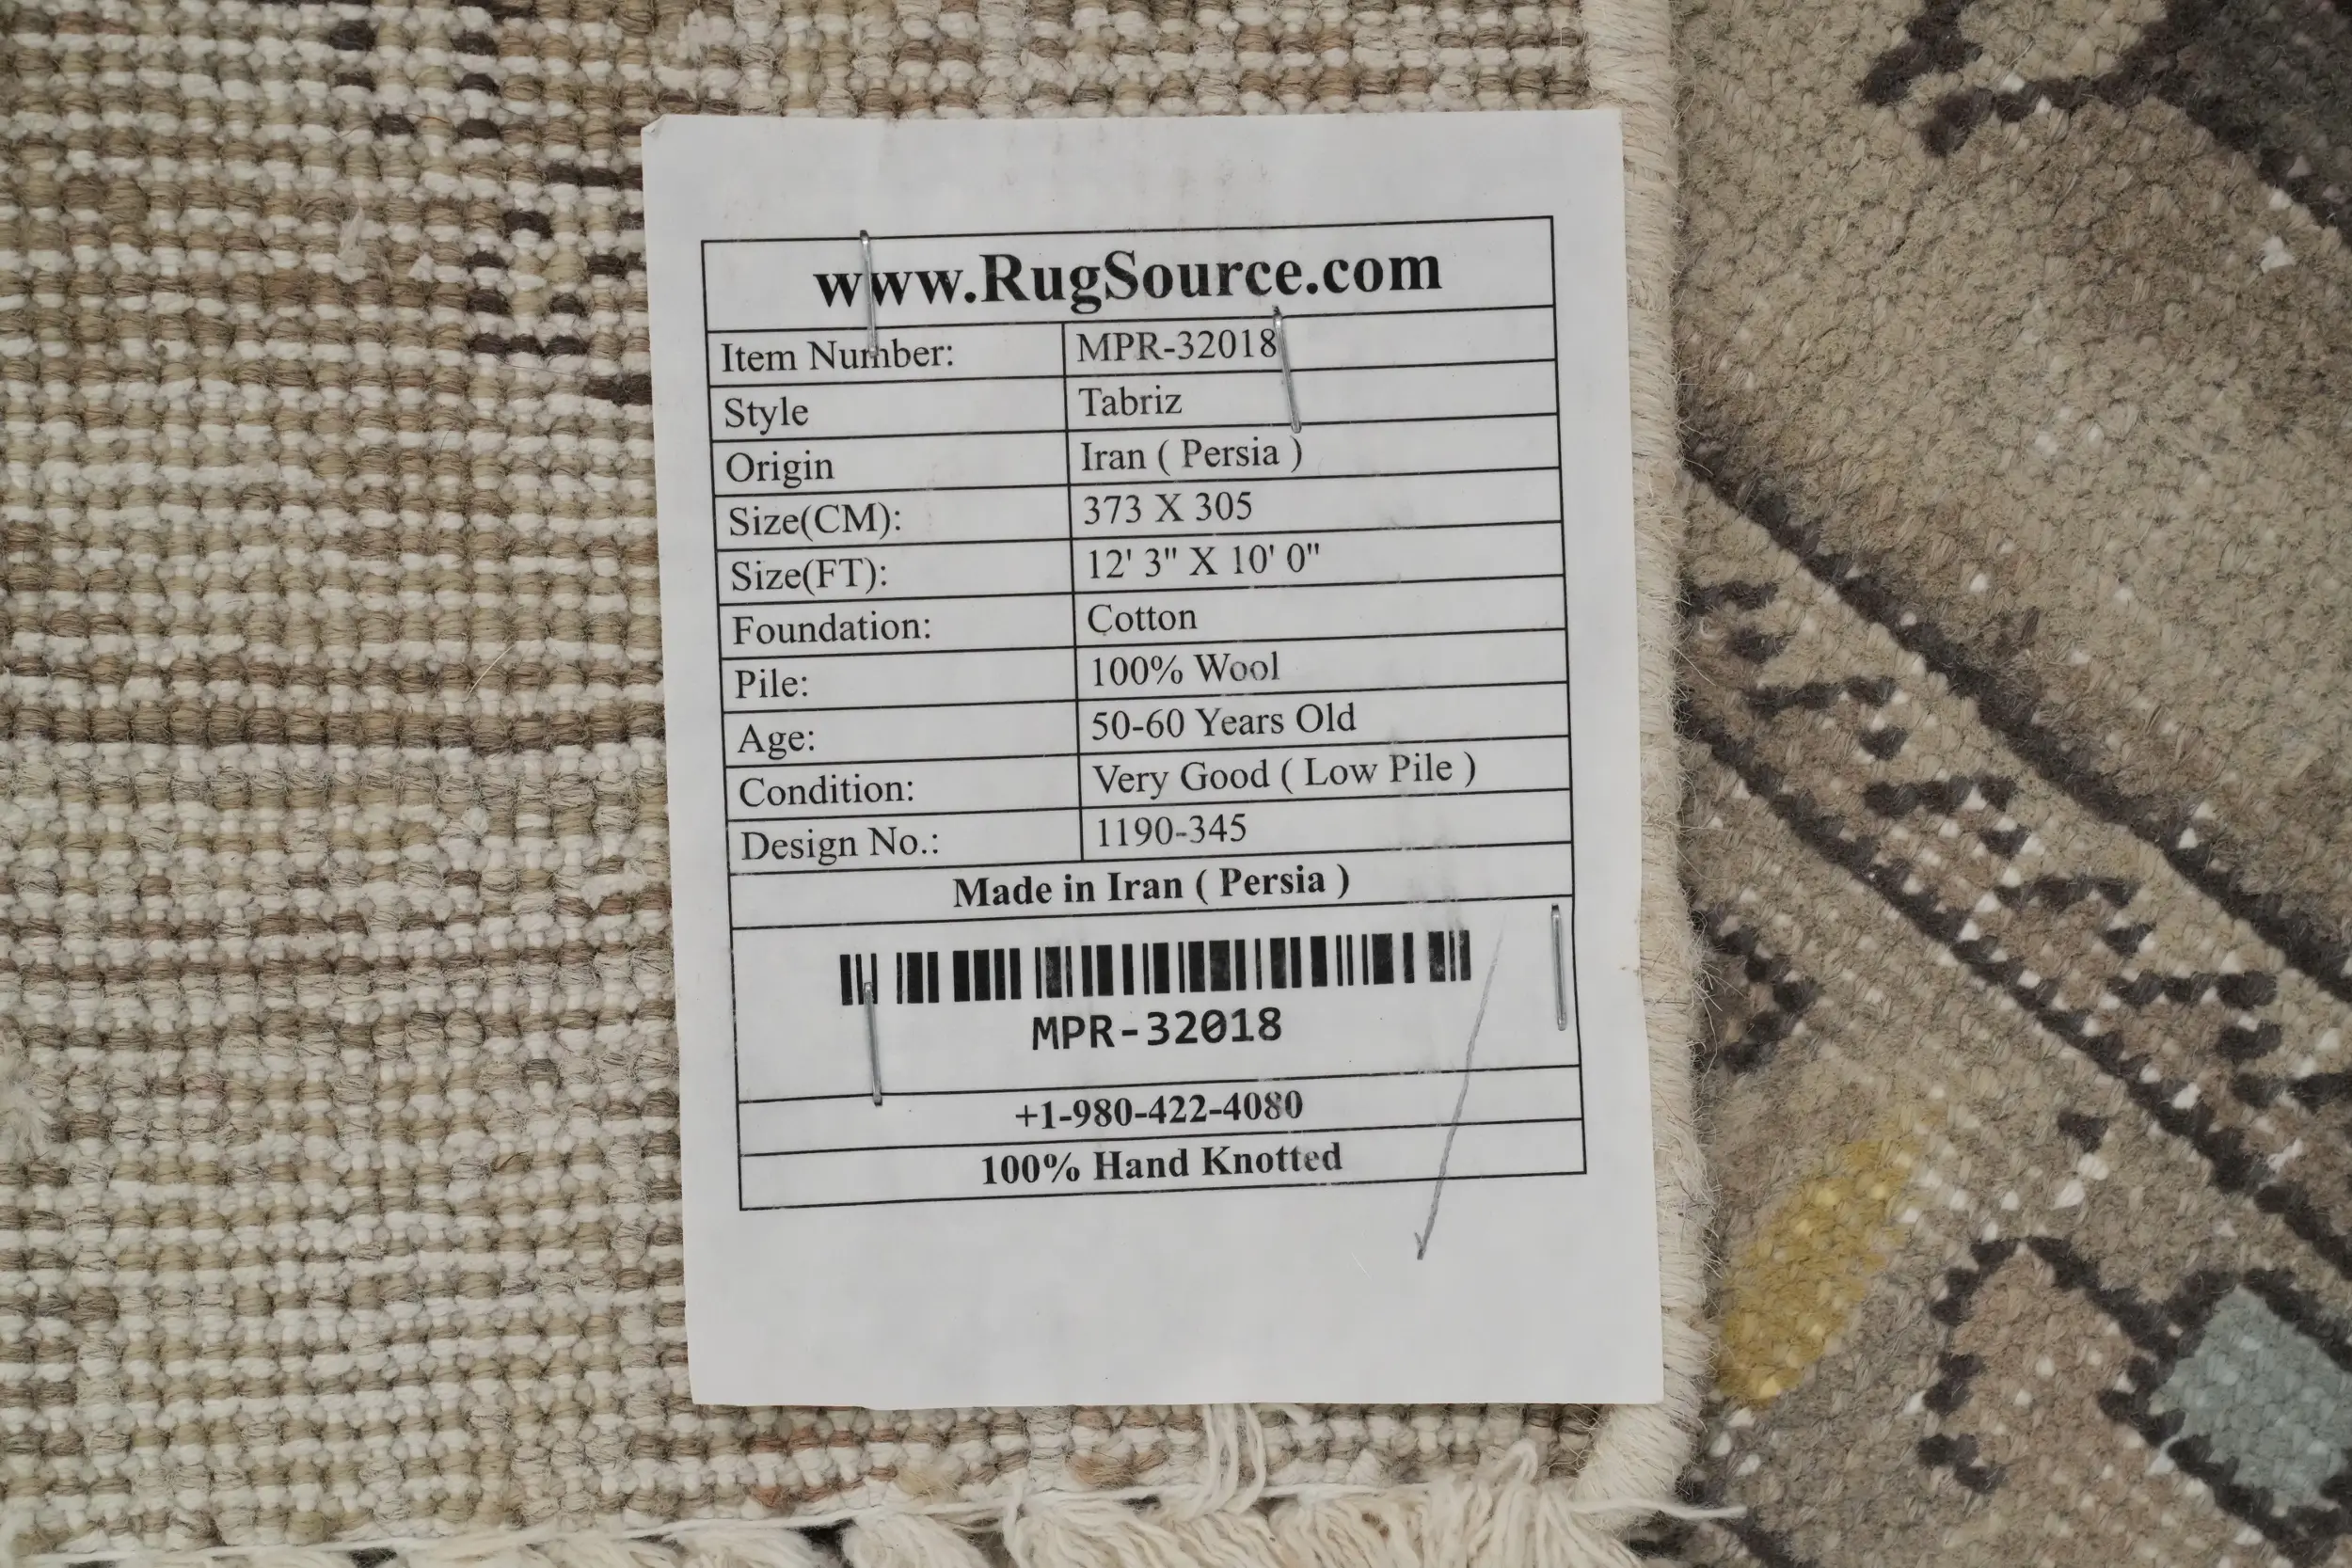 www.RugSource.com
Item Number: MPR-32018
Style Tabriz
Origin Iran ( Persia )
Size(CM): 373 X 305
Size(FT): 12' 3" X 10' 0"
Foundation: Cotton
Pile: 100% Wool
Age: 50-60 Years Old
Condition: Very Good ( Low Pile )
Design No.: 1190-345
Made in Iran ( Persia )
MPR-32018
+1-980-422-4080
100% Hand Knotted